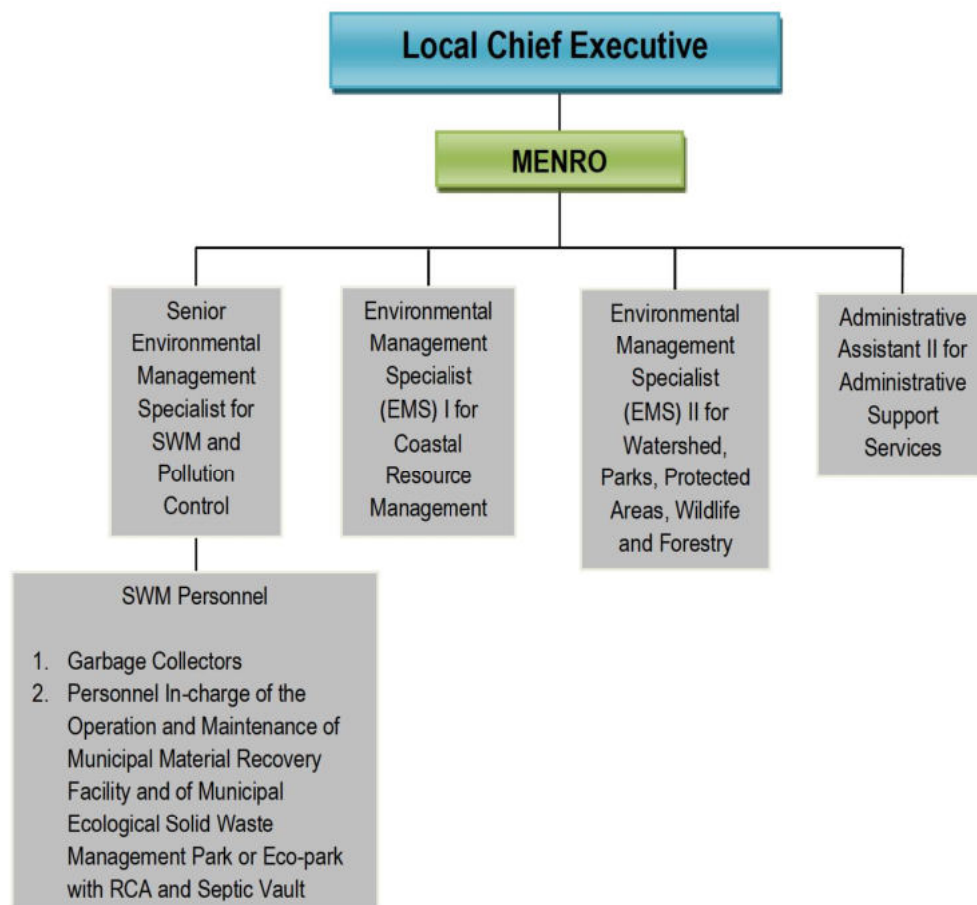 Local Chief Executive
MENRO
Senior
Environmental
Management
Specialist for
SWM and
Pollution
Control
Environmental
Management
Specialist
(EMS) I for
Coastal
Resource
Management
Environmental
Management
Specialist
(EMS) II for
Watershed,
Parks, Protected
Areas, Wildlife
and Forestry
Administrative
Assistant II for
Administrative
Support
Services
SWM Personnel
1. Garbage Collectors
2. Personnel In-charge of the
Operation and Maintenance of
Municipal Material Recovery
Facility and of Municipal
Ecological Solid Waste
Management Park or Eco-park
with RCA and Septic Vault